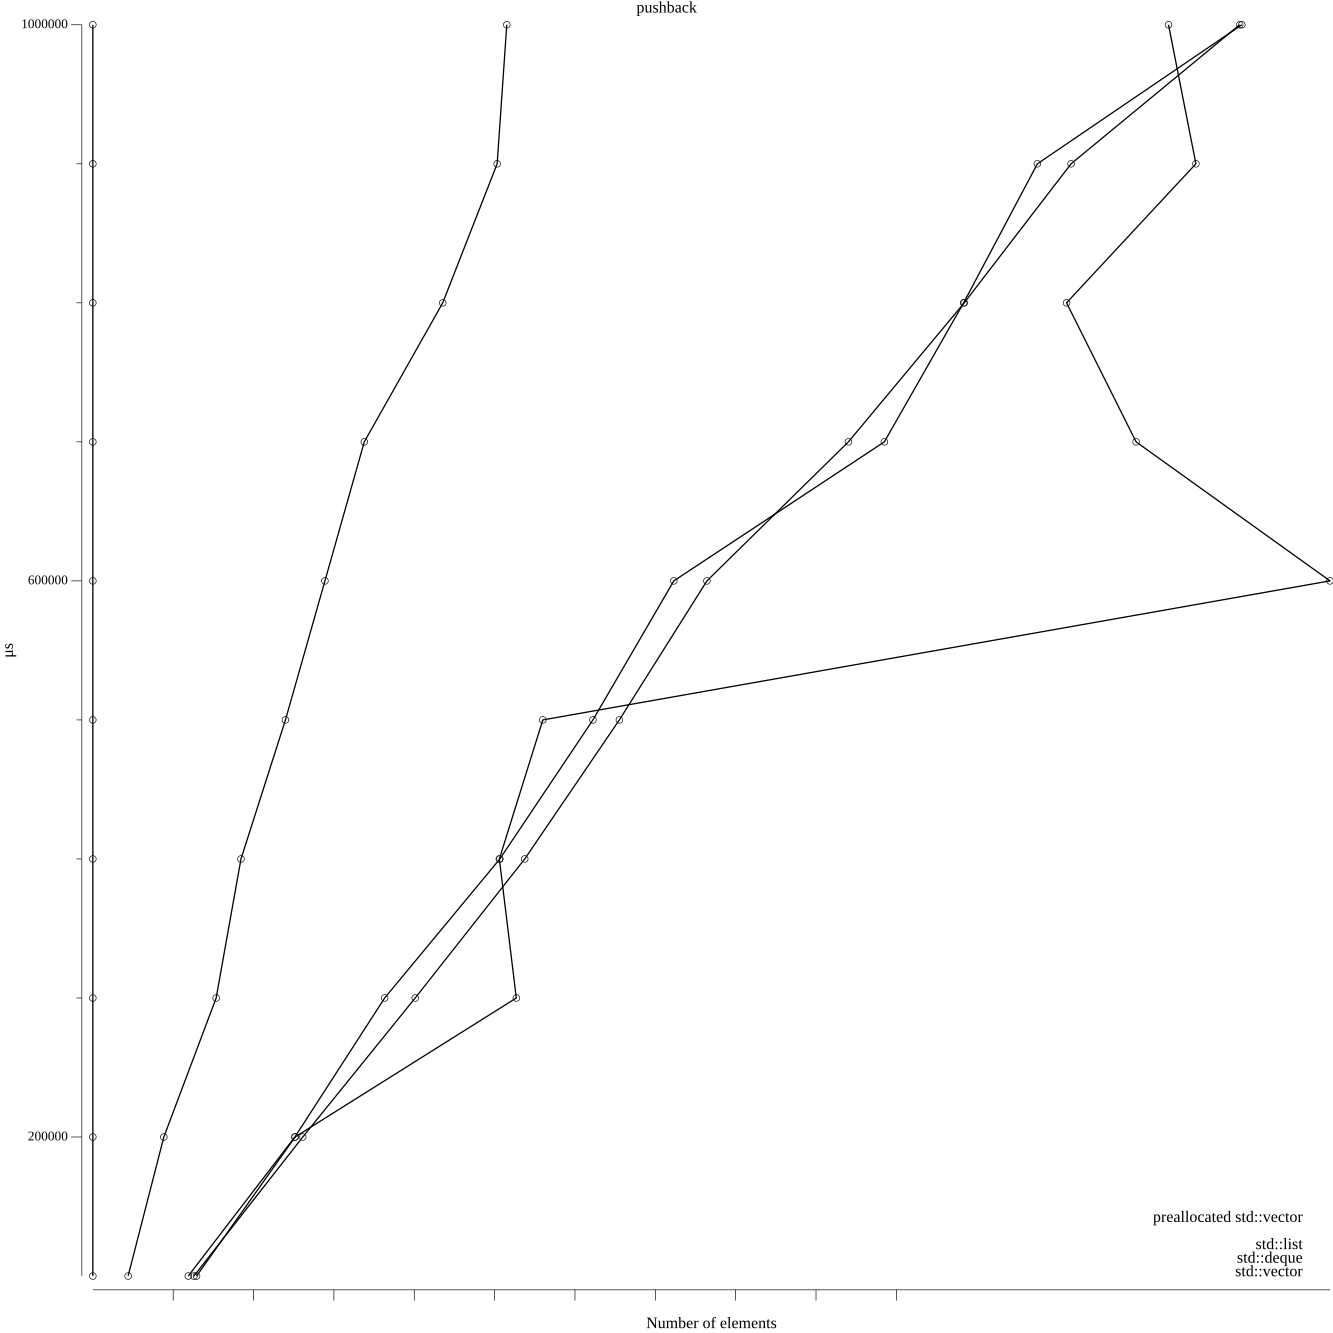 pushback
1000000
600000
μs
200000
preallocated std::vector
std::list
std::deque
std::vector
Number of elements